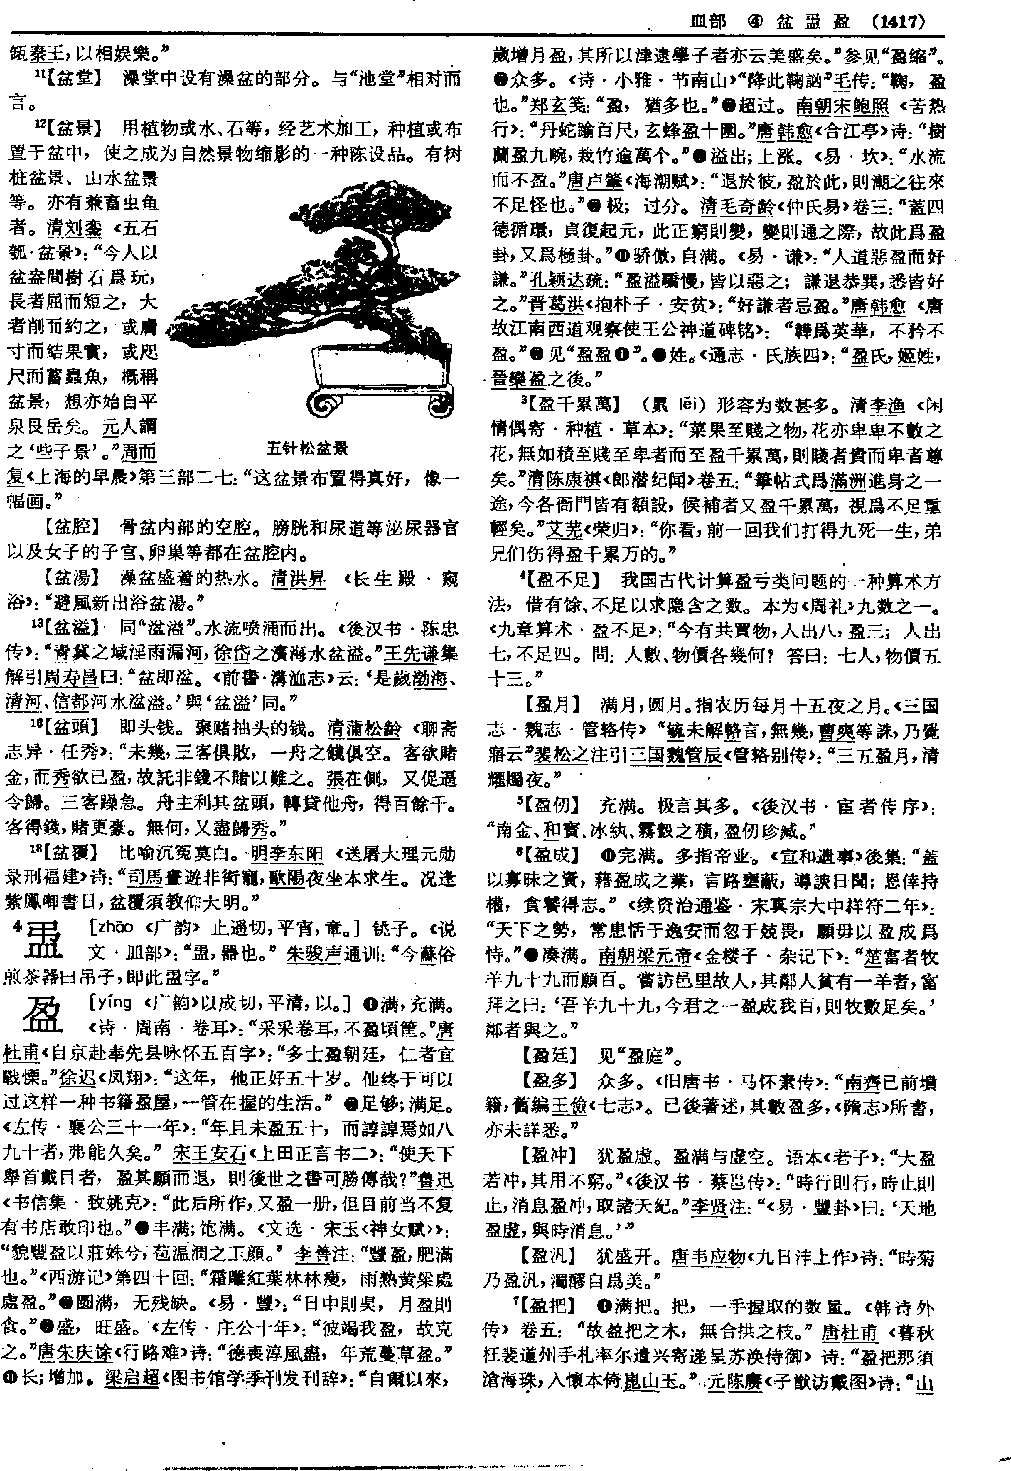 皿部 ④ 盆 盄 盈 (1417)
缻秦王，以相娱樂。”
¹¹【盆堂】 澡堂中设有澡盆的部分。与“池堂”相对而
言。
¹²【盆景】 用植物或水、石等，经艺术加工，种植或布
置于盆中，使之成为自然景物缩影的一种陈设品。有树
桩盆景、山水盆景
等。亦有兼畜虫鱼
者。清刘銮《五石
瓠·盆景》：“今人以
盆盎間樹石爲玩，
長者屈而短之，大
者削而約之，或膚
寸而结果實，或咫
尺而蓄蟲魚，概稱
盆景，想亦始自平
泉艮岳矣。元人謂
之‘些子景’。”周而
五针松盆景
复《上海的早晨》第三部二七：“这盆景布置得真好，像一
幅画。”
【盆腔】 骨盆内部的空腔。膀胱和尿道等泌尿器官
以及女子的子宫、卵巢等都在盆腔内。
【盆湯】 澡盆盛着的热水。清洪昇《长生殿·窥
浴》：“避風新出浴盆湯。”
¹³【盆溢】 同“湓溢”。水流喷涌而出。《後汉书·陈忠
传》：“青冀之域淫雨漏河，徐岱之濱海水盆溢。”王先谦集
解引周寿昌曰：“盆即湓。《前書·溝洫志》云：‘是歲渤海、
清河、信都河水湓溢。’與‘盆溢’同。”
¹⁶【盆頭】 即头钱。聚赌抽头的钱。清蒲松龄《聊斋
志异·任秀》：“未幾，三客俱敗，一舟之錢俱空。客欲賭
金，而秀欲已盈，故託非錢不賭以難之。張在側，又促逼
令歸。三客躁急。舟主利其盆頭，轉貸他舟，得百餘千。
客得錢，賭更豪。無何，又盡歸秀。”
¹⁸【盆覆】 比喻沉冤莫白。明李东阳《送屠大理元勋
录刑福建》诗：“司馬壯遊非衒寵，歐陽夜坐本求生。况逢
紫鳳啣書日，盆覆須教仰大明。”
⁴盄 [zhāo《广韵》止遥切，平宵，章。] 铫子。《说
文·皿部》：“盄，器也。”朱骏声通训：“今蘇俗
煎茶器曰吊子，即此盄字。”
盈 [yíng《广韵》以成切，平清，以。] ❶满，充满。
《诗·周南·卷耳》：“采采卷耳，不盈頃筐。”唐
杜甫《自京赴奉先县咏怀五百字》：“多士盈朝廷，仁者宜
戰慄。”徐迟《凤翔》：“这年，他正好五十岁。他终于可以
过这样一种书籍盈屋，一管在握的生活。”❷足够；满足。
《左传·襄公三十一年》：“年且未盈五十，而諄諄焉如八
九十者，弗能久矣。”宋王安石《上田正言书二》：“使天下
舉首戴目者，盈其願而退，則後世之書可勝傳哉？”鲁迅
《书信集·致姚克》：“此后所作，又盈一册，但目前当不复
有书店敢印也。”❸丰满；饱满。《文选·宋玉〈神女赋〉》：
“貌豐盈以莊姝兮，苞温潤之玉顔。”李善注：“豐盈，肥滿
也。”《西游记》第四十回：“霜雕紅葉林林瘦，雨熟黄粱處
處盈。”❹圆满，无残缺。《易·豐》：“日中則昃，月盈則
食。”❺盛，旺盛。《左传·庄公十年》：“彼竭我盈，故克
之。”唐朱庆馀《行路难》诗：“德喪淳風盡，年荒蔓草盈。”
❻长；增加。梁启超《图书馆学季刊发刊辞》：“自爾以來，
歲增月盈，其所以津逮學子者亦云美盛矣。”参见“盈缩”。
❼众多。《诗·小雅·节南山》“降此鞠訩”毛传：“鞠，盈
也。”郑玄笺：“盈，猶多也。”❽超过。南朝宋鲍照《苦热
行》：“丹蛇踰百尺，玄蜂盈十圍。”唐韩愈《合江亭》诗：“樹
蘭盈九畹，栽竹逾萬个。”❾溢出；上涨。《易·坎》：“水流
而不盈。”唐卢肇《海潮赋》：“退於彼，盈於此，則潮之往來
不足怪也。”❿极；过分。清毛奇龄《仲氏易》卷三：“蓋四
德循環，貞復起元，此正窮則變，變則通之際，故此爲盈
卦，又爲極卦。”⓫骄傲，自满。《易·谦》：“人道惡盈而好
謙。”孔颖达疏：“盈溢驕慢，皆以惡之；謙退恭巽，悉皆好
之。”晋葛洪《抱朴子·安贫》：“好謙者忌盈。”唐韩愈《唐
故江南西道观察使王公神道碑铭》：“韡爲英華，不矜不
盈。”⓬见“盈盈❶”。⓭姓。《通志·氏族四》：“盈氏，姬姓，
晉欒盈之後。”
³【盈千累萬】 （累 lěi）形容为数甚多。清李渔《闲
情偶寄·种植·草本》：“菜果至賤之物，花亦卑卑不數之
花，無如積至賤至卑者而至盈千累萬，則賤者貴而卑者尊
矣。”清陈康祺《郎潜纪闻》卷五：“筆帖式爲滿洲進身之一
途，今各衙門皆有額設，候補者又盈千累萬，視爲不足重
輕矣。”艾芜《荣归》：“你看，前一回我们打得九死一生，弟
兄们伤得盈千累万的。”
⁴【盈不足】 我国古代计算盈亏类问题的一种算术方
法，借有馀、不足以求隐含之数。本为《周礼》九数之一。
《九章算术·盈不足》：“今有共買物，人出八，盈三；人出
七，不足四。問：人數、物價各幾何？答曰：七人，物價五
十三。”
【盈月】 满月，圆月。指农历每月十五夜之月。《三国
志·魏志·管辂传》“毓未解輅言，無幾，曹爽等誅，乃覺
寤云”裴松之注引三国魏管辰《管辂别传》：“三五盈月，清
耀燭夜。”
⁵【盈仞】 充满。极言其多。《後汉书·宦者传序》：
“南金、和寶、冰紈、霧縠之積，盈仞珍臧。”
⁶【盈成】 ❶完满。多指帝业。《宣和遗事》後集：“蓋
以寡昧之資，藉盈成之業，言路壅蔽，導諛日聞；恩倖持
權，貪饕得志。”《续资治通鉴·宋真宗大中祥符二年》：
“天下之勢，常患恬于逸安而忽于兢畏，願毋以盈成爲
恃。”❷凑满。南朝梁元帝《金楼子·杂记下》：“楚富者牧
羊九十九而願百。嘗訪邑里故人，其鄰人貧有一羊者，富
拜之曰：‘吾羊九十九，今君之一盈成我百，則牧數足矣。’
鄰者與之。”
【盈廷】 见“盈庭”。
【盈多】 众多。《旧唐书·马怀素传》：“南齊已前墳
籍，舊編王儉《七志》。已後著述，其數盈多，《隋志》所書，
亦未詳悉。”
【盈冲】 犹盈虚。盈满与虚空。语本《老子》：“大盈
若冲，其用不窮。”《後汉书·蔡邕传》：“時行則行，時止則
止，消息盈冲，取諸天紀。”李贤注：“《易·豐卦》曰：‘天地
盈虚，與時消息。’”
【盈汎】 犹盛开。唐韦应物《九日沣上作》诗：“時菊
乃盈汎，濁醪自爲美。”
⁷【盈把】 ❶满把。把，一手握取的数量。《韩诗外
传》卷五：“故盈把之木，無合拱之枝。”唐杜甫《暮秋
枉裴道州手札率尔遣兴寄递呈苏涣侍御》诗：“盈把那須
滄海珠，入懷本倚崑山玉。”元陈赓《子猷访戴图》诗：“山